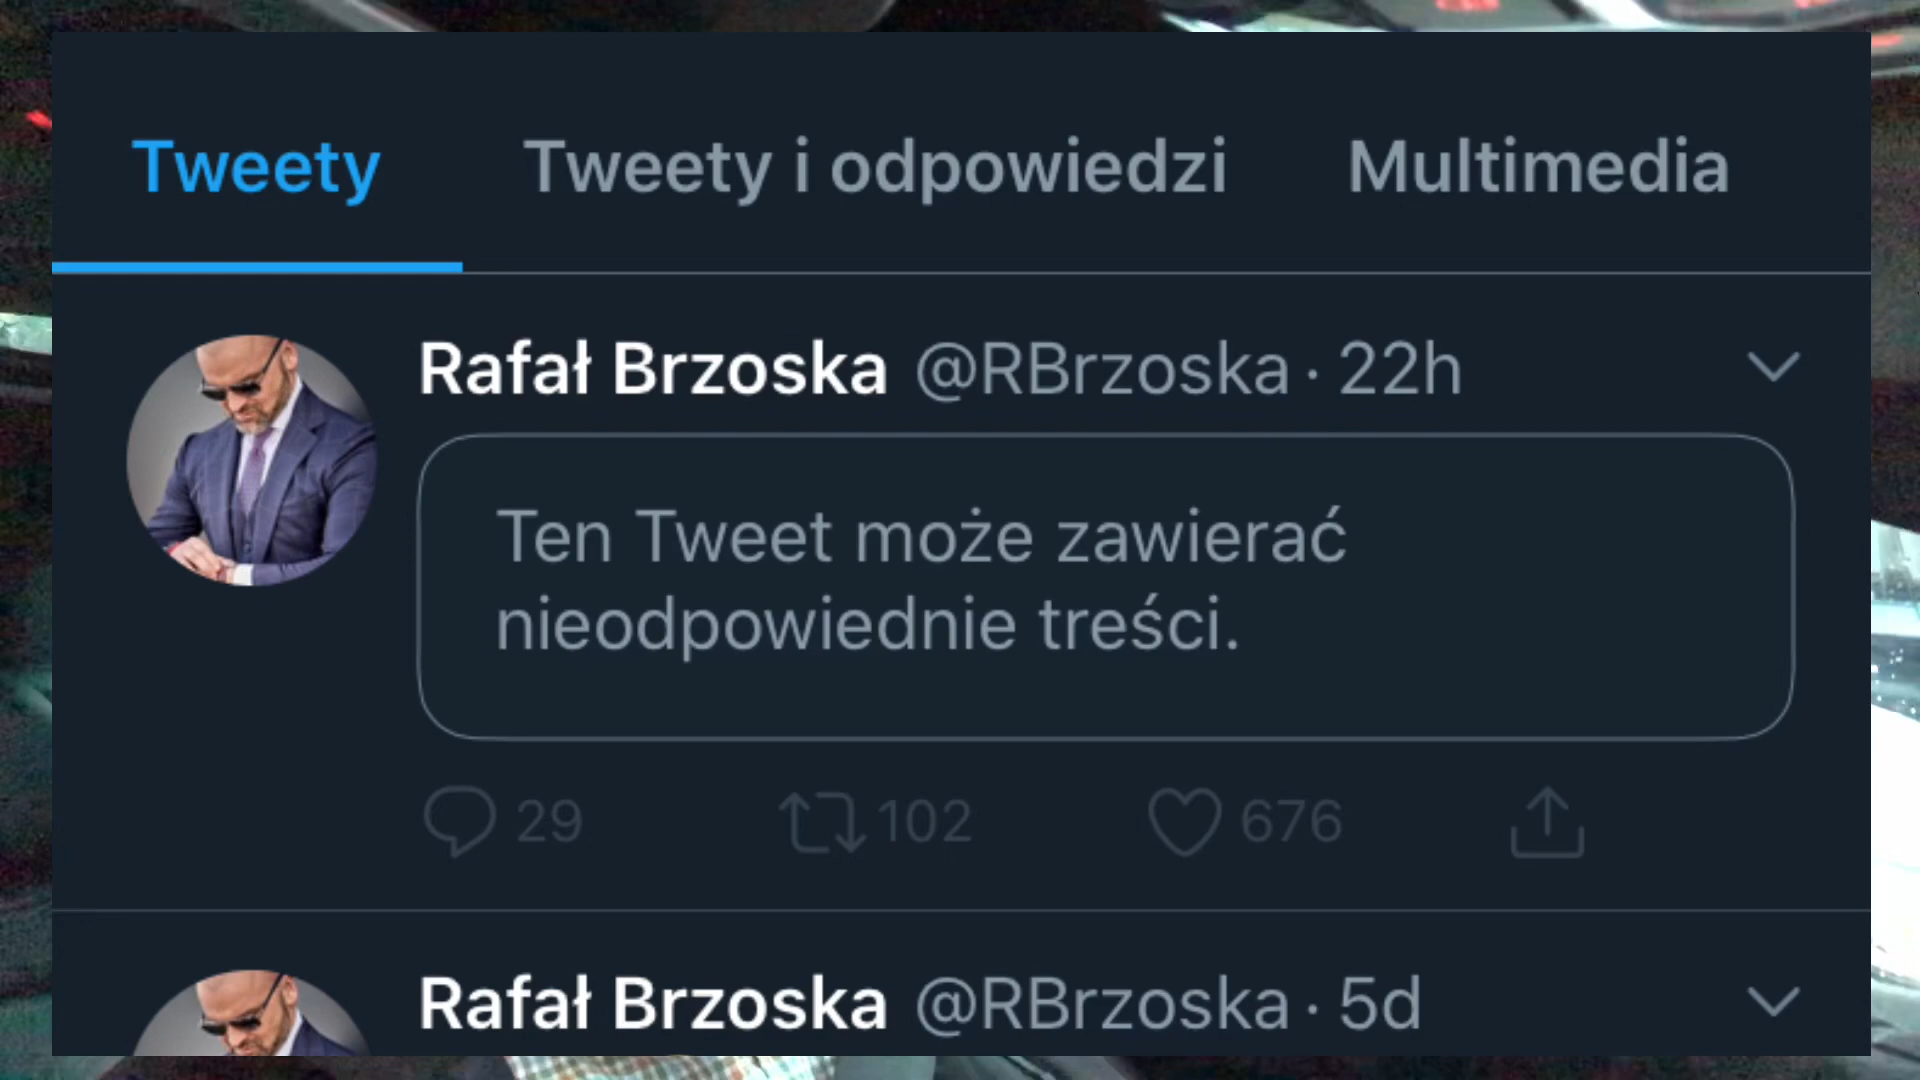 Tweety Tweety i odpowiedzi Multimedia
Rafał Brzoska @RBrzoska · 22h
Ten Tweet może zawierać
nieodpowiednie treści.
29 102 676
Rafał Brzoska @RBrzoska · 5d